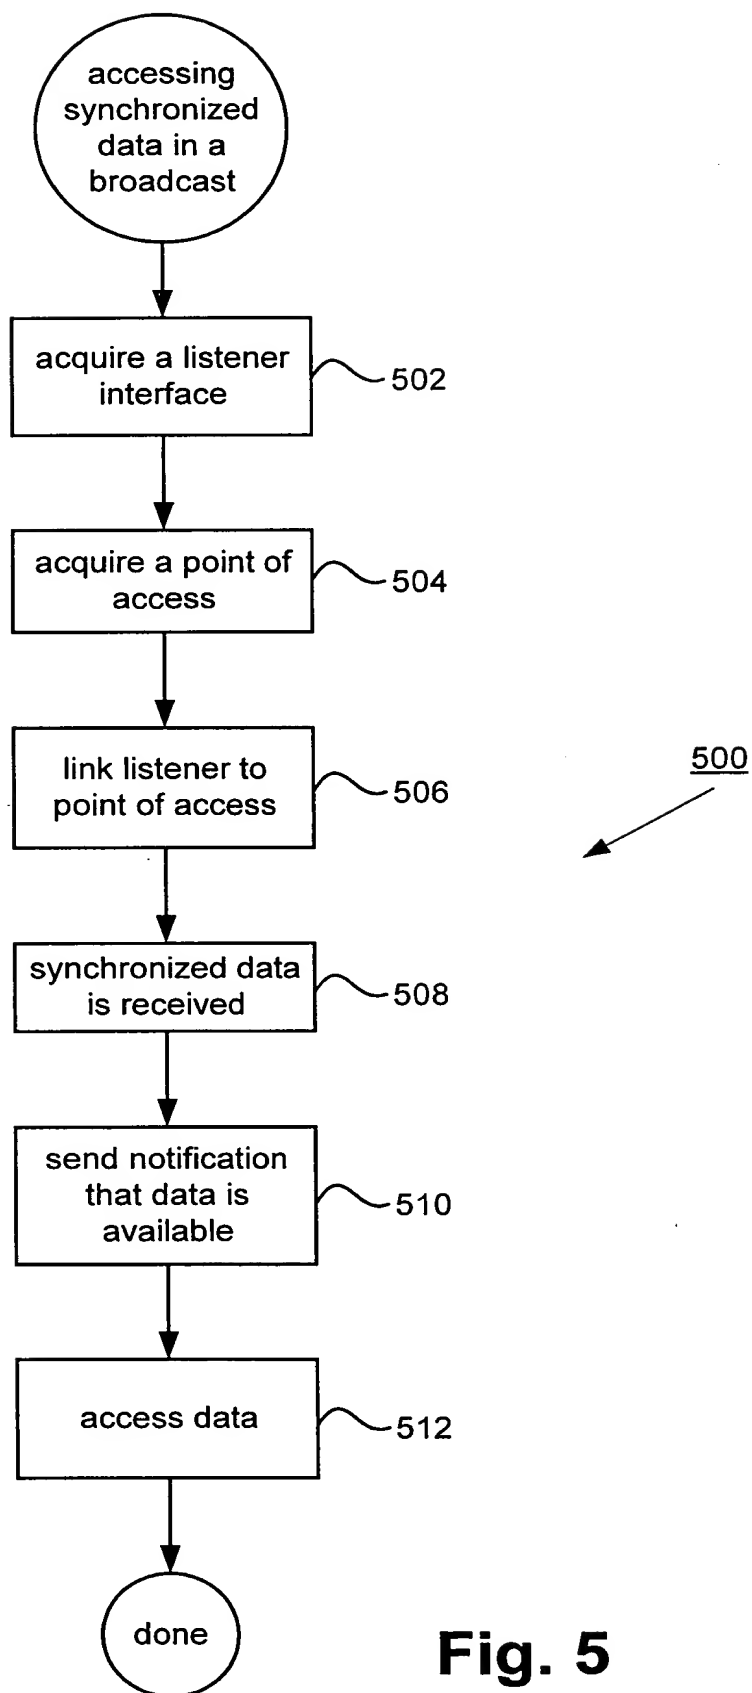 accessing
synchronized
data in a
broadcast
acquire a listener
interface
502
acquire a point of
access
504
link listener to
point of access
506
500
synchronized data
is received
508
send notification
that data is
available
510
access data
512
done
Fig. 5